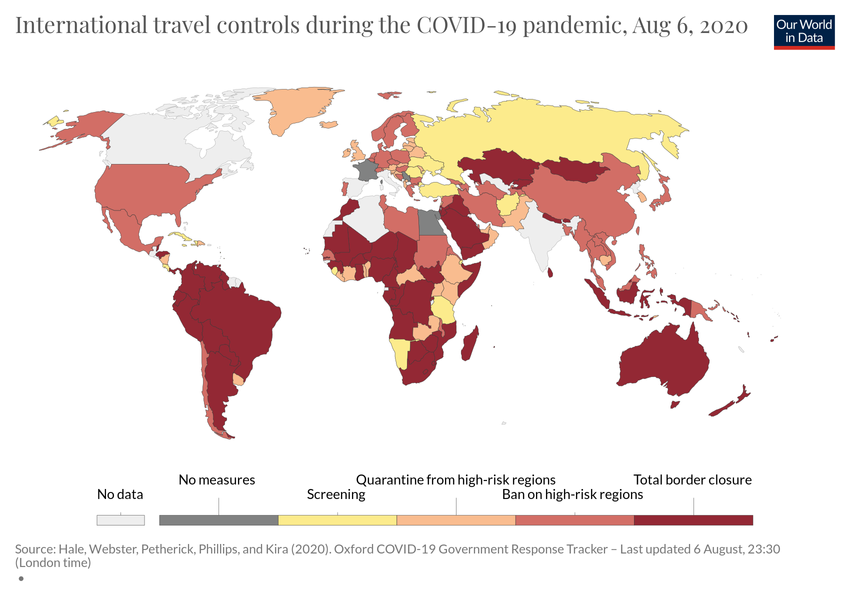 International travel controls during the COVID-19 pandemic, Aug 6, 2020
Our World
in Data
No measures
Quarantine from high-risk regions
Total border closure
No data
Screening
Ban on high-risk regions
Source: Hale, Webster, Petherick, Phillips, and Kira (2020). Oxford COVID-19 Government Response Tracker – Last updated 6 August, 23:30
(London time)